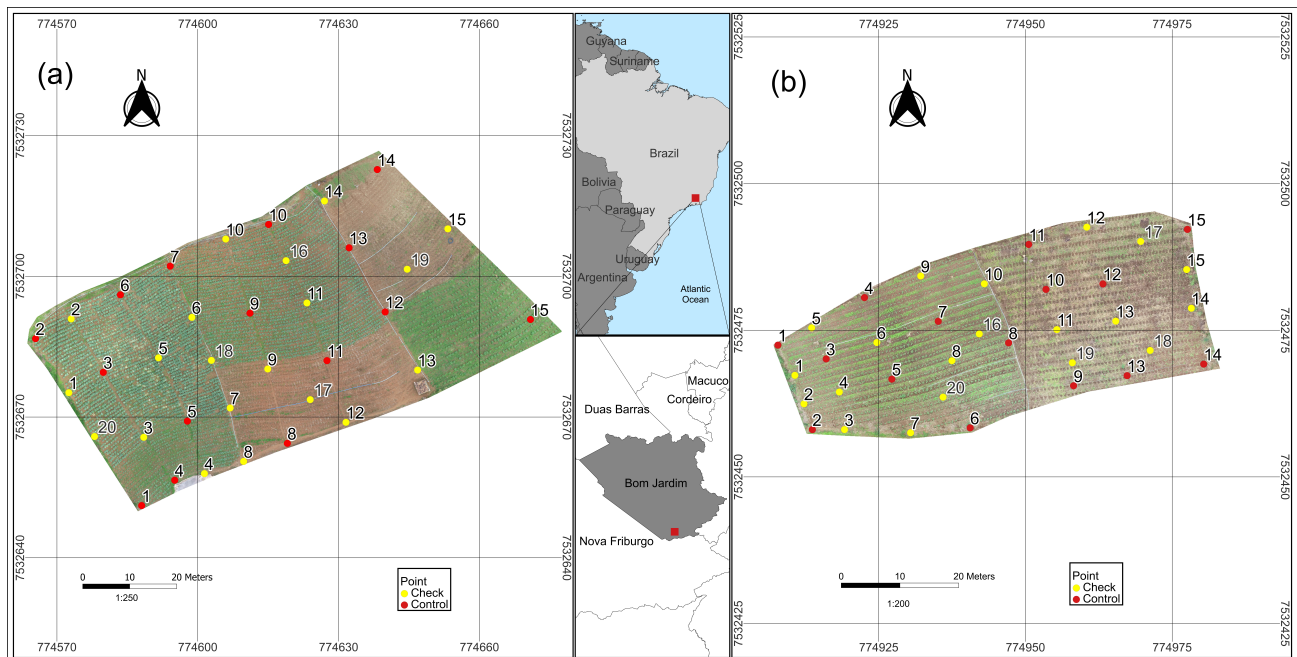 774570 774600 774630 774660
(a)
N
7532730 7532730
7532700 7532700
7532670 7532670
7532640 7532640
14
14
15
10
10
13
16
19
7
6
11
12
2
6
9
15
2
5
18
11
3
9
13
1
7
17
5
12
20
3
8
8
4
4
1
0 10 20 Meters
1:250
Point
Check
Control
774570 774600 774630 774660
Guyana
Suriname
Brazil
Bolivia
Paraguay
Uruguay
Argentina
Atlantic
Ocean
Macuco
Cordeiro
Duas Barras
Bom Jardim
Nova Friburgo
774925 774950 774975
(b)
N
7532525 7532525
7532500 7532500
7532475 7532475
7532450 7532450
7532425 7532425
12
15
11
17
9
15
10
12
4
10
14
5
7
13
11
16
6
8
1
18
3
8
19
14
1
5
13
9
4
20
2
2
3
7
6
0 10 20 Meters
1:200
Point
Check
Control
774925 774950 774975